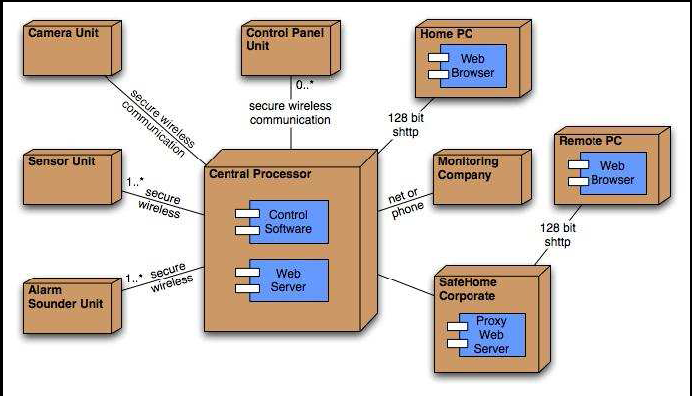 Camera Unit
Control Panel
Unit
Home PC
Web
Browser
0..*
secure wireless
communication
secure wireless
communication
128 bit
shttp
Remote PC
Web
Browser
Sensor Unit
1..*
secure
wireless
Central Processor
Control
Software
Web
Server
Monitoring
Company
net or
phone
128 bit
shttp
Alarm
Sounder Unit
1..*
secure
wireless
SafeHome
Corporate
Proxy
Web
Server